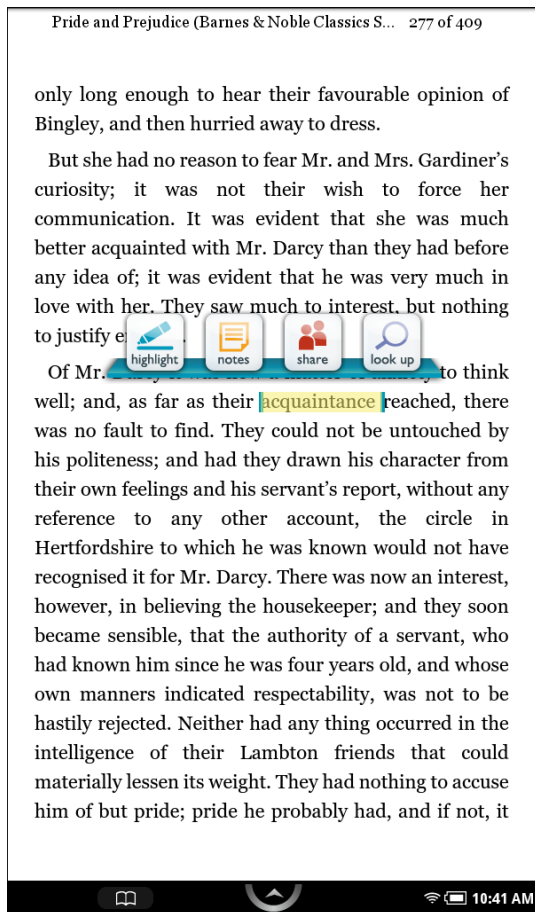 Pride and Prejudice (Barnes & Noble Classics S... 277 of 409
only long enough to hear their favourable opinion of
Bingley, and then hurried away to dress.
But she had no reason to fear Mr. and Mrs. Gardiner's
curiosity; it was not their wish to force her
communication. It was evident that she was much
better acquainted with Mr. Darcy than they had before
any idea of; it was evident that he was very much in
love with her. They saw much to interest, but nothing
to justify
highlight notes share look up
Of Mr. to think
well; and, as far as their acquaintance reached, there
was no fault to find. They could not be untouched by
his politeness; and had they drawn his character from
their own feelings and his servant's report, without any
reference to any other account, the circle in
Hertfordshire to which he was known would not have
recognised it for Mr. Darcy. There was now an interest,
however, in believing the housekeeper; and they soon
became sensible, that the authority of a servant, who
had known him since he was four years old, and whose
own manners indicated respectability, was not to be
hastily rejected. Neither had any thing occurred in the
intelligence of their Lambton friends that could
materially lessen its weight. They had nothing to accuse
him of but pride; pride he probably had, and if not, it
10:41 AM